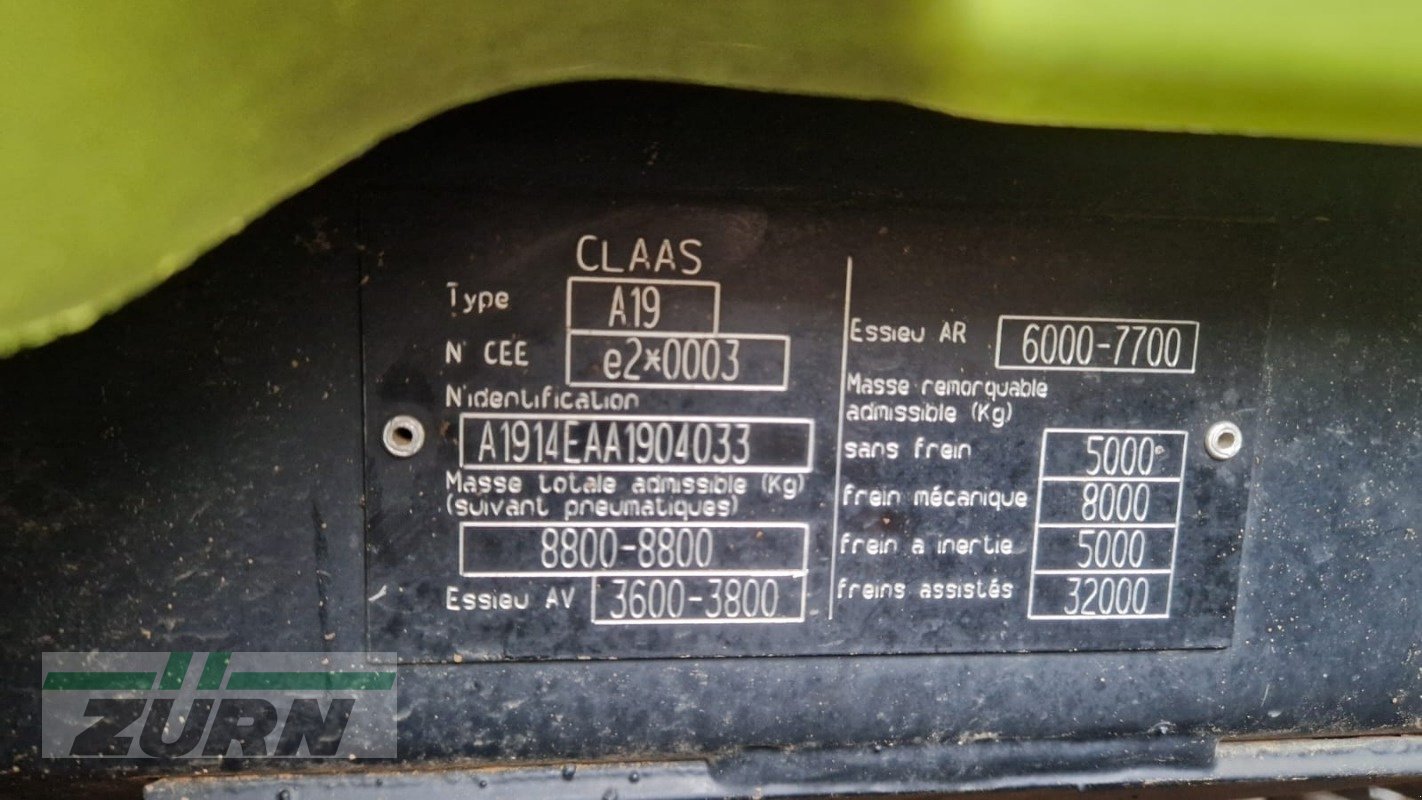 CLAAS
Type A19
N° CEE e2*0003
N°identification
A1914EAA1904033
Masse totale admissible (Kg)
(suivant pneumatiques)
8800-8800
Essieu AV 3600-3800
Essieu AR 6000-7700
Masse remorquable
admissible (Kg)
sans frein 5000
frein mécanique 8000
frein a inertie 5000
freins assistés 32000
ZÜRN